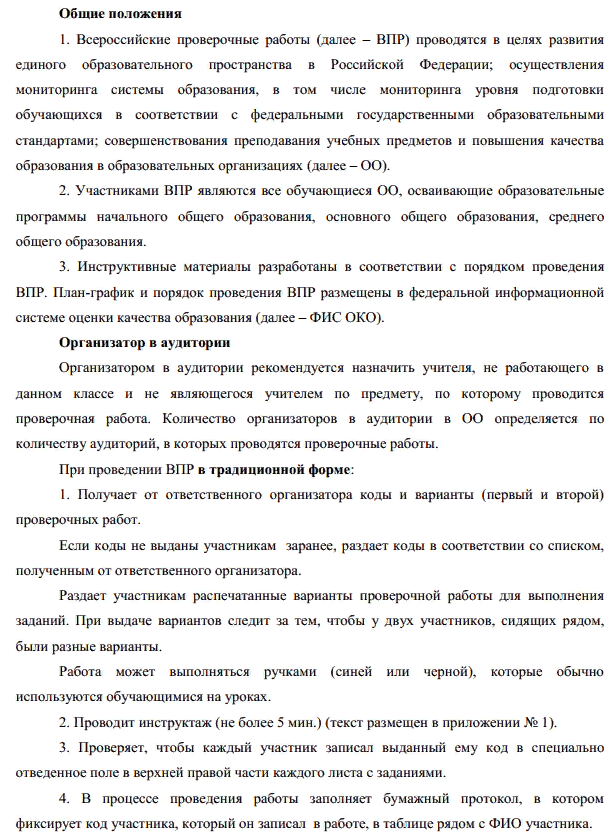 Общие положения
1. Всероссийские проверочные работы (далее – ВПР) проводятся в целях развития
единого образовательного пространства в Российской Федерации; осуществления
мониторинга системы образования, в том числе мониторинга уровня подготовки
обучающихся в соответствии с федеральными государственными образовательными
стандартами; совершенствования преподавания учебных предметов и повышения качества
образования в образовательных организациях (далее – ОО).
2. Участниками ВПР являются все обучающиеся ОО, осваивающие образовательные
программы начального общего образования, основного общего образования, среднего
общего образования.
3. Инструктивные материалы разработаны в соответствии с порядком проведения
ВПР. План-график и порядок проведения ВПР размещены в федеральной информационной
системе оценки качества образования (далее – ФИС ОКО).
Организатор в аудитории
Организатором в аудитории рекомендуется назначить учителя, не работающего в
данном классе и не являющегося учителем по предмету, по которому проводится
проверочная работа. Количество организаторов в аудитории в ОО определяется по
количеству аудиторий, в которых проводятся проверочные работы.
При проведении ВПР в традиционной форме:
1. Получает от ответственного организатора коды и варианты (первый и второй)
проверочных работ.
Если коды не выданы участникам заранее, раздает коды в соответствии со списком,
полученным от ответственного организатора.
Раздает участникам распечатанные варианты проверочной работы для выполнения
заданий. При выдаче вариантов следит за тем, чтобы у двух участников, сидящих рядом,
были разные варианты.
Работа может выполняться ручками (синей или черной), которые обычно
используются обучающимися на уроках.
2. Проводит инструктаж (не более 5 мин.) (текст размещен в приложении № 1).
3. Проверяет, чтобы каждый участник записал выданный ему код в специально
отведенное поле в верхней правой части каждого листа с заданиями.
4. В процессе проведения работы заполняет бумажный протокол, в котором
фиксирует код участника, который он записал в работе, в таблице рядом с ФИО участника.